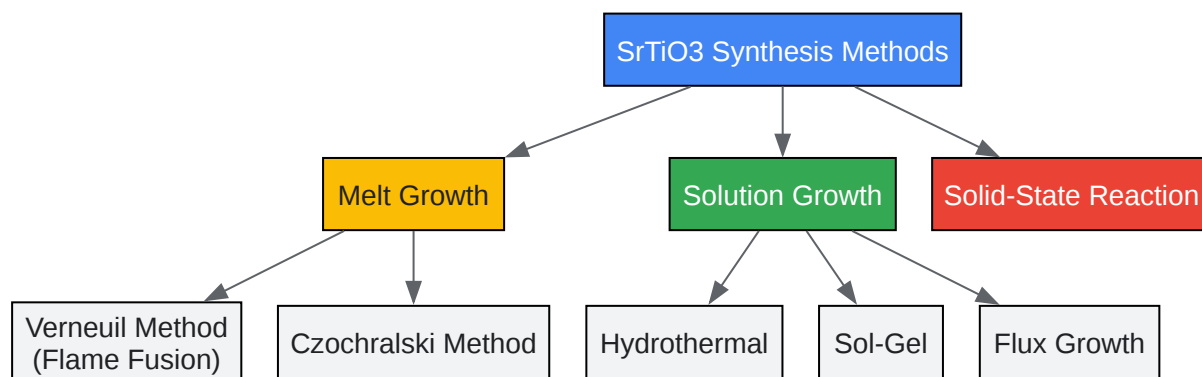 SrTiO3 Synthesis Methods
Melt Growth
Solution Growth
Solid-State Reaction
Verneuil Method
(Flame Fusion)
Czochralski Method
Hydrothermal
Sol-Gel
Flux Growth